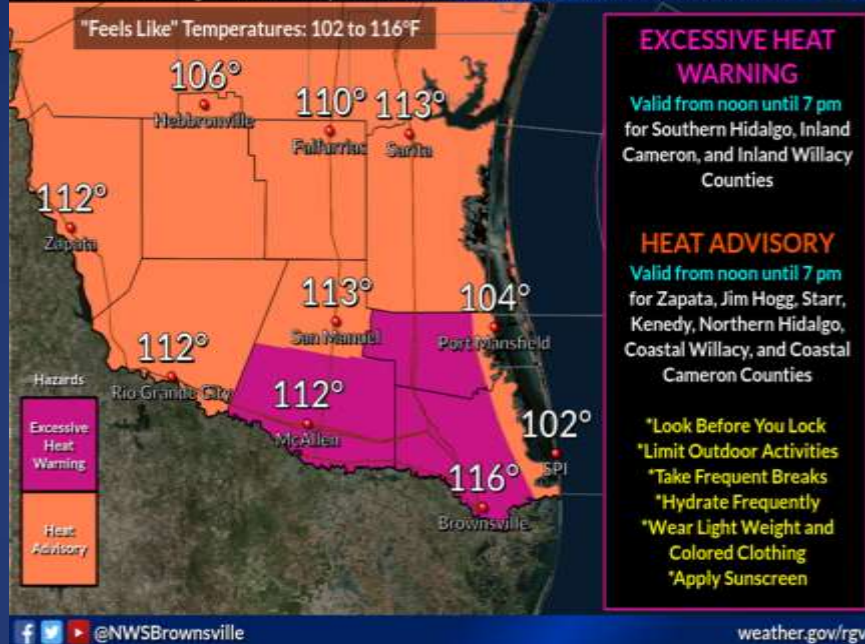 "Feels Like" Temperatures: 102 to 116°F
106°
Hebbronville
110°
Falfurrias
113°
Sarita
112°
Zapata
113°
San Manuel
104°
Port Mansfield
112°
Rio Grande City
112°
McAllen
102°
SPI
116°
Brownsville
Hazards
Excessive
Heat
Warning
Heat
Advisory
EXCESSIVE HEAT
WARNING
Valid from noon until 7 pm
for Southern Hidalgo, Inland
Cameron, and Inland Willacy
Counties
HEAT ADVISORY
Valid from noon until 7 pm
for Zapata, Jim Hogg, Starr,
Kenedy, Northern Hidalgo,
Coastal Willacy, and Coastal
Cameron Counties
*Look Before You Lock
*Limit Outdoor Activities
*Take Frequent Breaks
*Hydrate Frequently
*Wear Light Weight and
Colored Clothing
*Apply Sunscreen
@NWSBrownsville
weather.gov/rgv